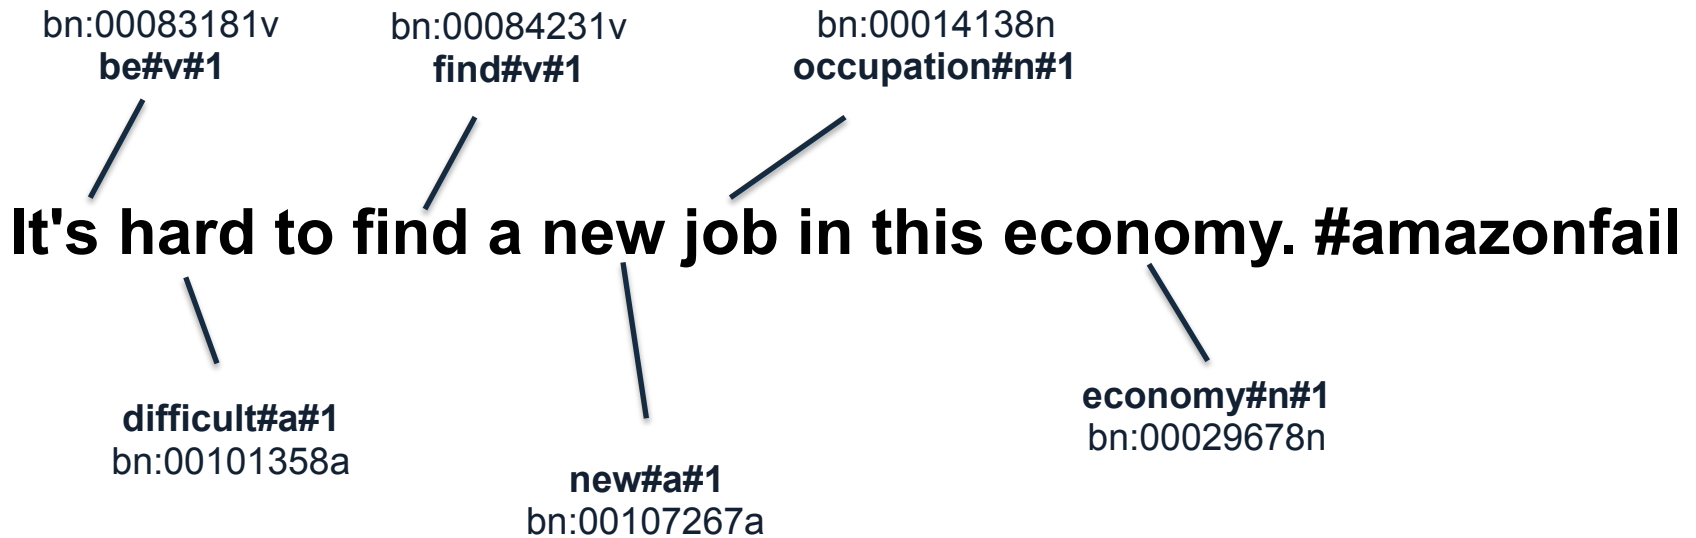 bn:00083181v
be#v#1
bn:00084231v
find#v#1
bn:00014138n
occupation#n#1
It's hard to find a new job in this economy. #amazonfail
difficult#a#1
bn:00101358a
new#a#1
bn:00107267a
economy#n#1
bn:00029678n